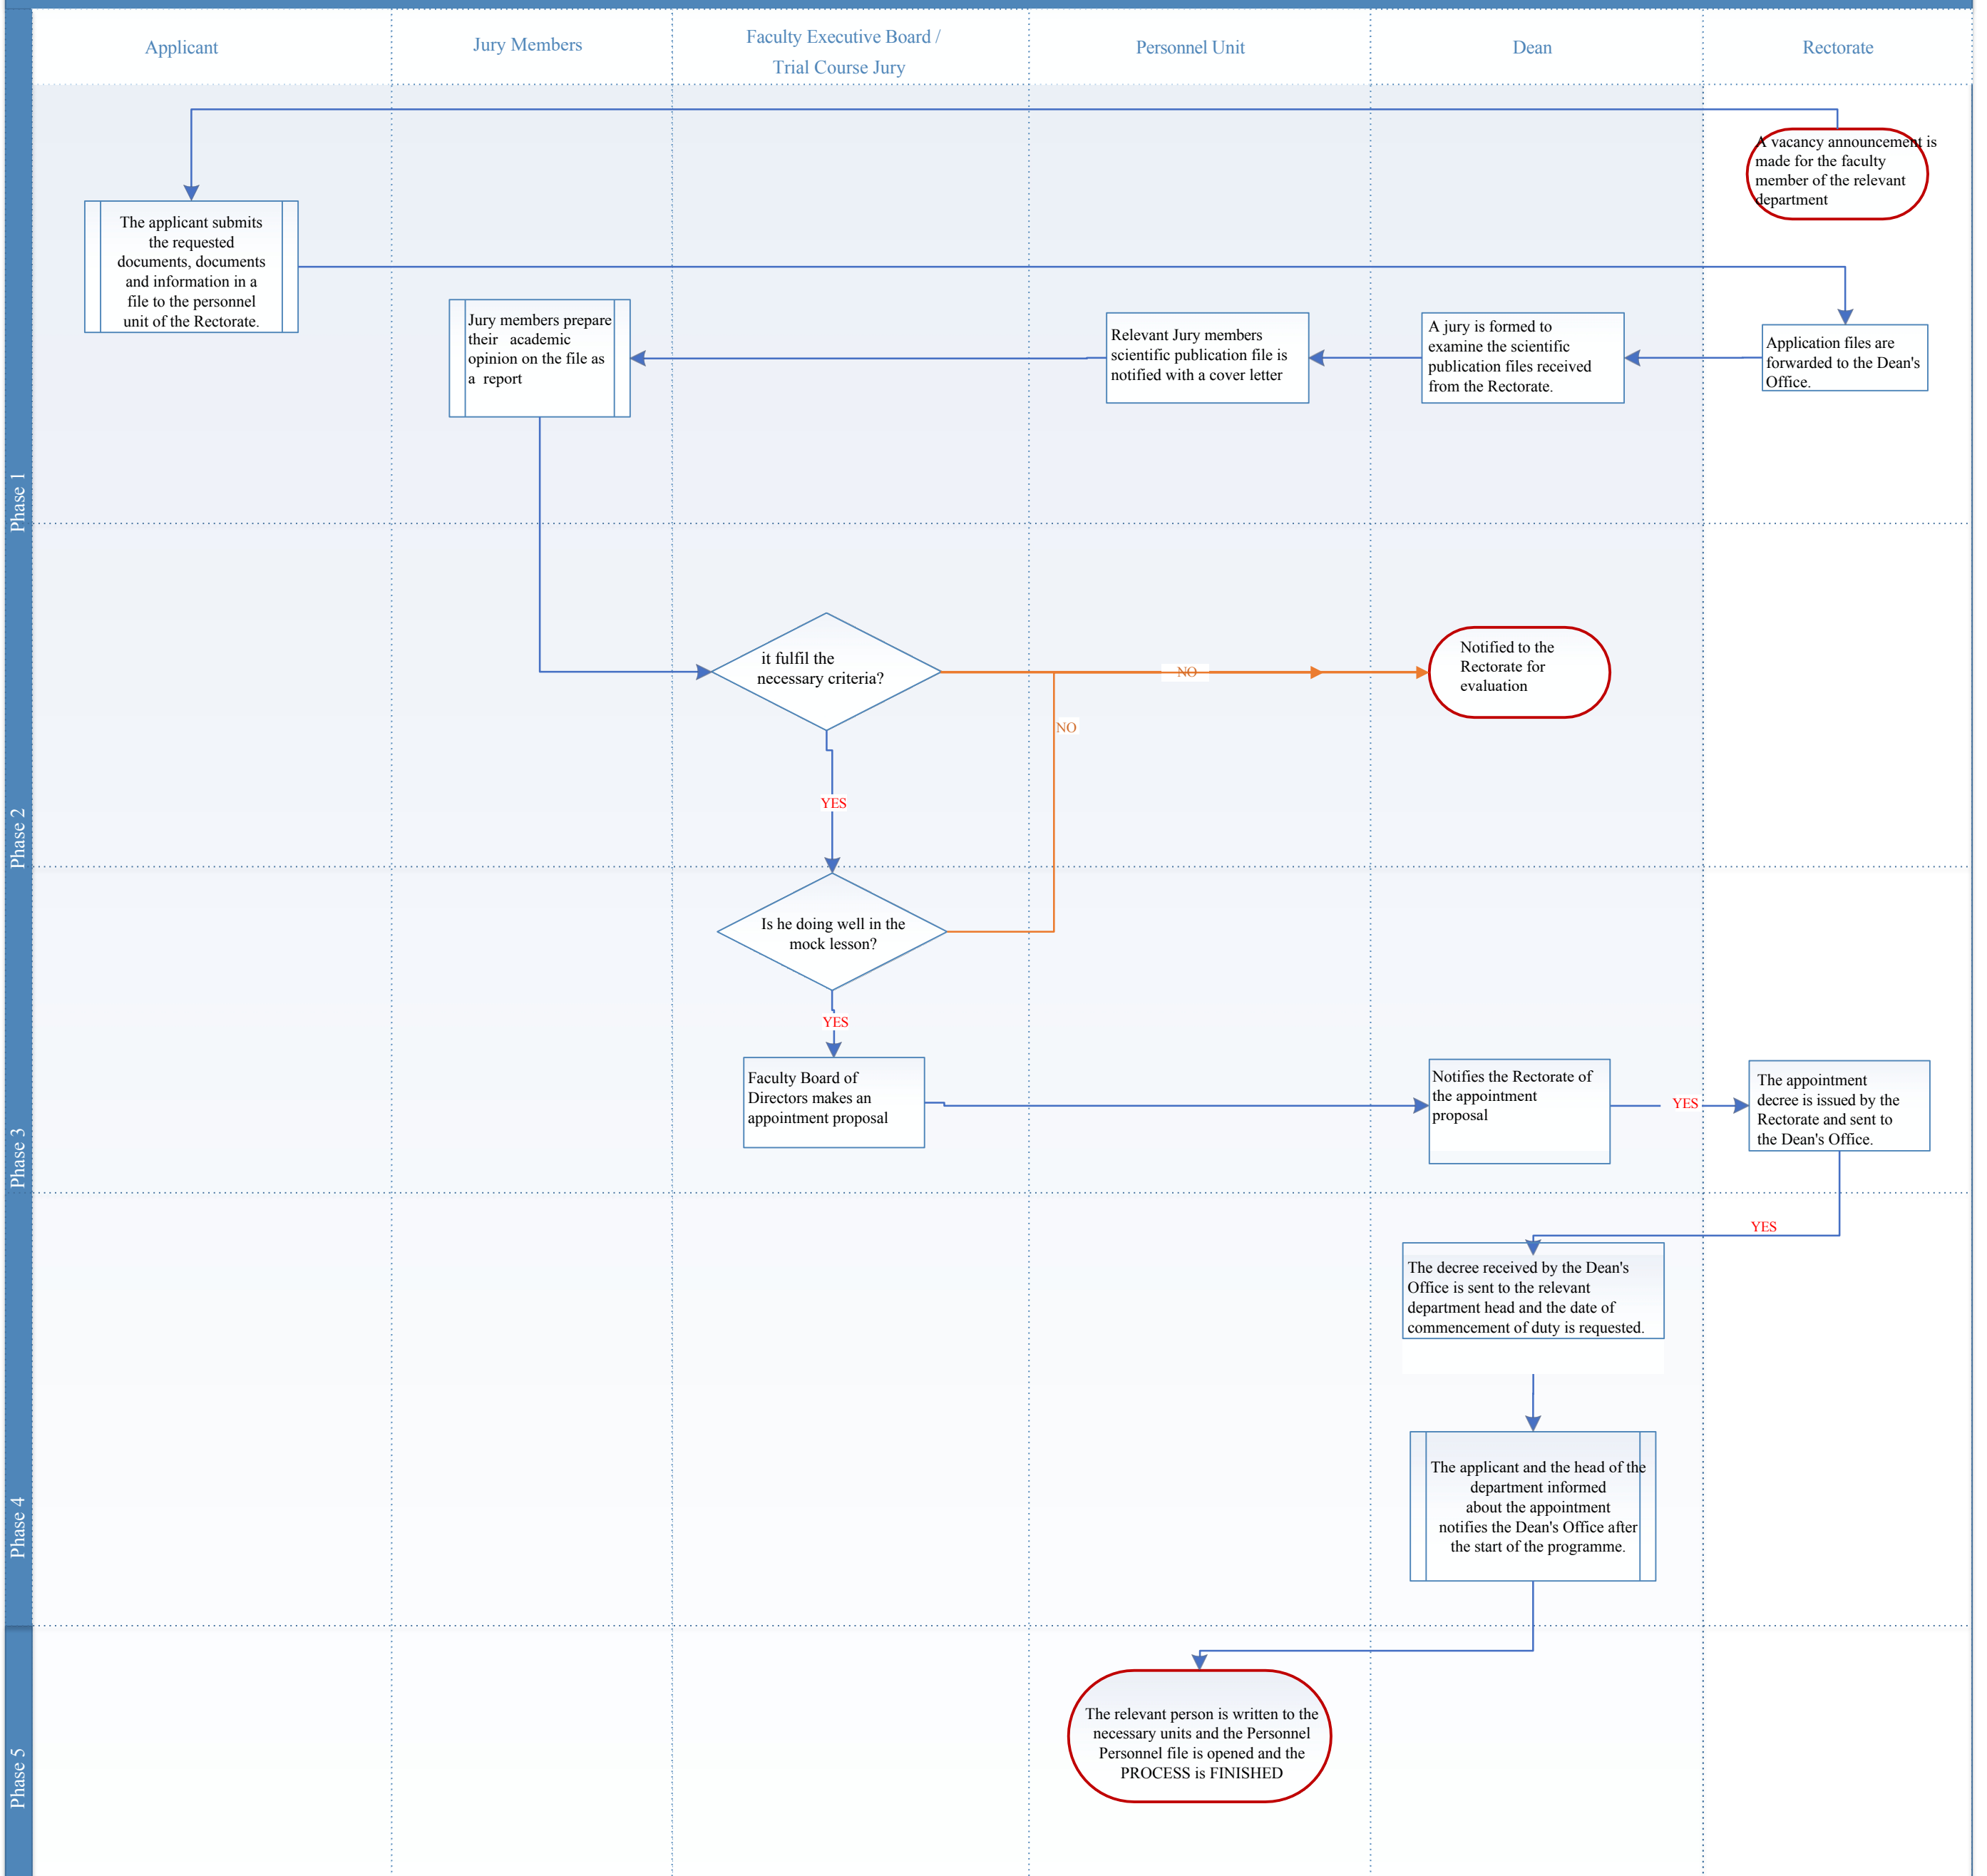 Applicant
Jury Members
Faculty Executive Board /
Trial Course Jury
Personnel Unit
Dean
Rectorate
Phase 1
A vacancy announcement is
made for the faculty
member of the relevant
department
The applicant submits
the requested
documents, documents
and information in a
file to the personnel
unit of the Rectorate.
Application files are
forwarded to the Dean's
Office.
A jury is formed to
examine the scientific
publication files received
from the Rectorate.
Relevant Jury members
scientific publication file is
notified with a cover letter
Jury members prepare
their academic
opinion on the file as
a report
Phase 2
it fulfil the
necessary criteria?
NO
Notified to the
Rectorate for
evaluation
NO
YES
Phase 3
Is he doing well in the
mock lesson?
YES
Faculty Board of
Directors makes an
appointment proposal
Notifies the Rectorate of
the appointment
proposal
YES
The appointment
decree is issued by the
Rectorate and sent to
the Dean's Office.
Phase 4
YES
The decree received by the Dean's
Office is sent to the relevant
department head and the date of
commencement of duty is requested.
The applicant and the head of the
department informed
about the appointment
notifies the Dean's Office after
the start of the programme.
Phase 5
The relevant person is written to the
necessary units and the Personnel
Personnel file is opened and the
PROCESS is FINISHED